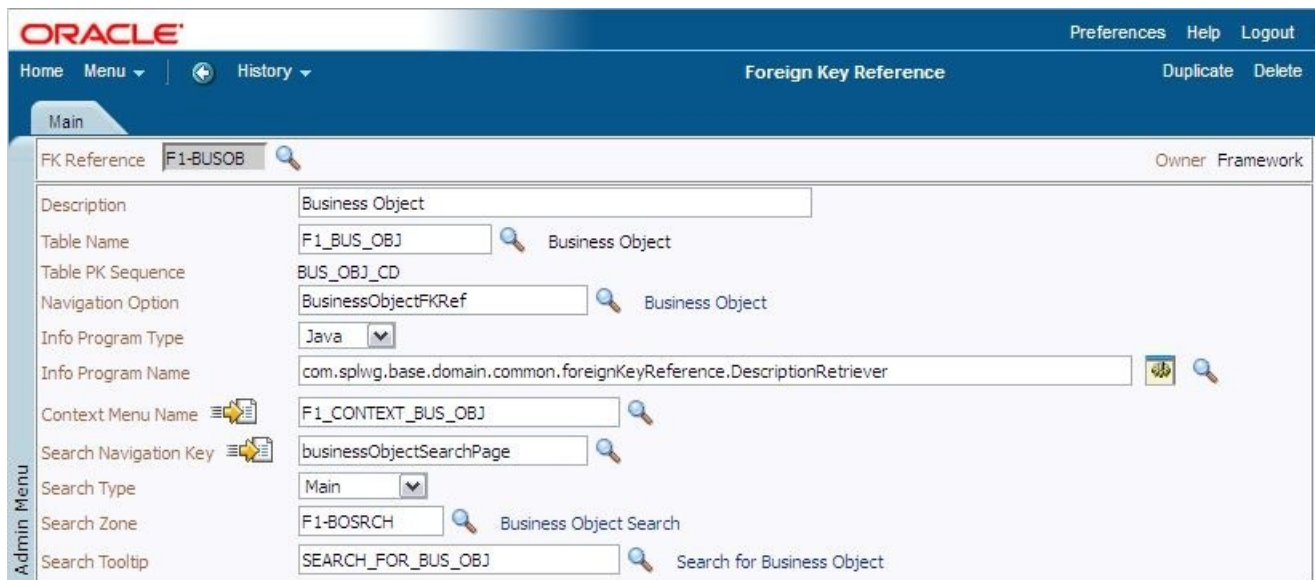 ORACLE
Preferences Help Logout
Home Menu History Foreign Key Reference Duplicate Delete
Main
FK Reference F1-BUSOB Owner Framework
Description Business Object
Table Name F1_BUS_OBJ Business Object
Table PK Sequence BUS_OBJ_CD
Navigation Option BusinessObjectFKRef Business Object
Info Program Type Java
Info Program Name com.splwg.base.domain.common.foreignKeyReference.DescriptionRetriever
Context Menu Name F1_CONTEXT_BUS_OBJ
Search Navigation Key businessObjectSearchPage
Search Type Main
Search Zone F1-BOSRCH Business Object Search
Search Tooltip SEARCH_FOR_BUS_OBJ Search for Business Object
Admin Menu